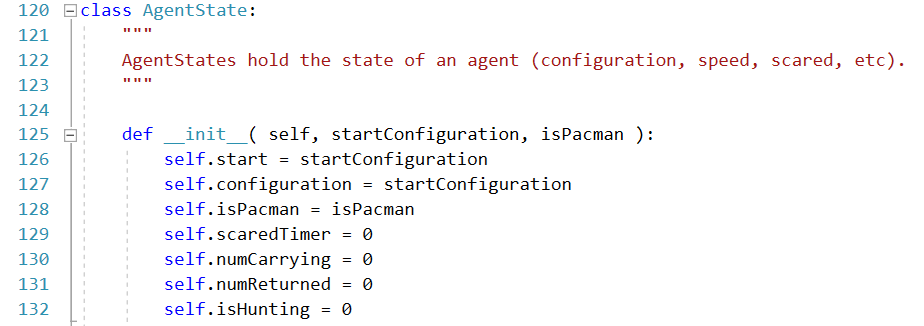 120 class AgentState:
121     """
122     AgentStates hold the state of an agent (configuration, speed, scared, etc).
123     """
124
125     def __init__( self, startConfiguration, isPacman ):
126         self.start = startConfiguration
127         self.configuration = startConfiguration
128         self.isPacman = isPacman
129         self.scaredTimer = 0
130         self.numCarrying = 0
131         self.numReturned = 0
132         self.isHunting = 0